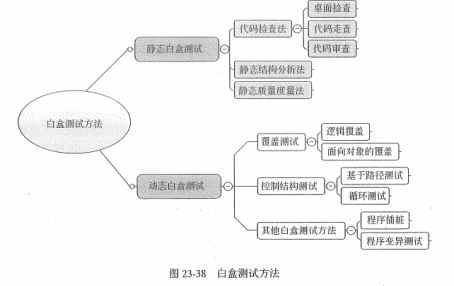 白盒测试方法
静态白盒测试
代码检查法
桌面检查
代码走查
代码审查
静态结构分析法
静态质量度量法
动态白盒测试
覆盖测试
逻辑覆盖
面向对象的覆盖
控制结构测试
基于路径测试
循环测试
其他白盒测试方法
程序插桩
程序变异测试
图 23-38 白盒测试方法